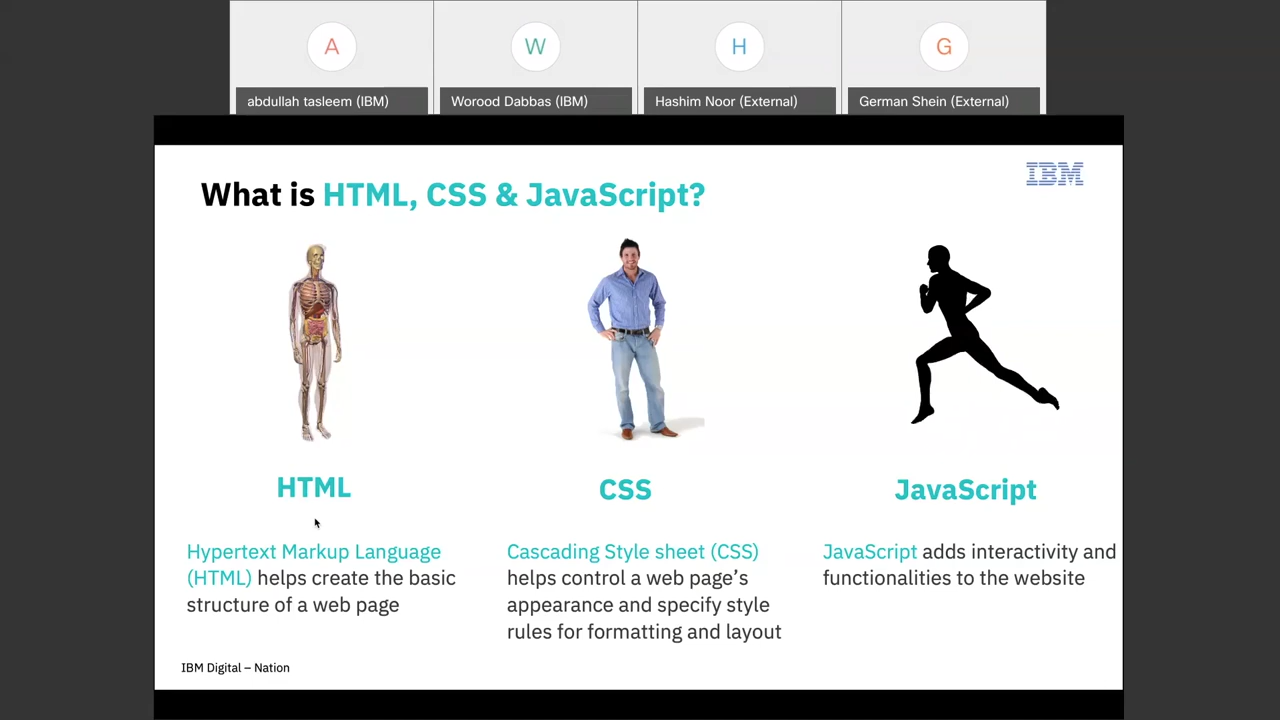 A
W
H
G
abdullah tasleem (IBM)
Worood Dabbas (IBM)
Hashim Noor (External)
German Shein (External)
What is HTML, CSS & JavaScript?
IBM
HTML
Hypertext Markup Language
(HTML) helps create the basic
structure of a web page
CSS
Cascading Style sheet (CSS)
helps control a web page’s
appearance and specify style
rules for formatting and layout
JavaScript
JavaScript adds interactivity and
functionalities to the website
IBM Digital – Nation